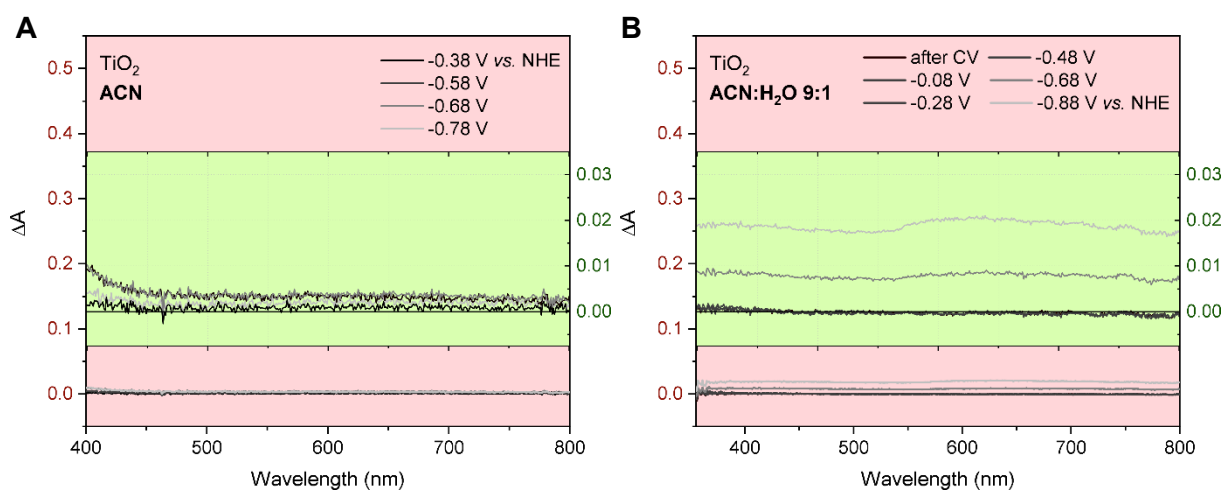 A
TiO₂
ACN
-0.38 V vs. NHE
-0.58 V
-0.68 V
-0.78 V
0.5
0.4
0.3
0.2
0.1
0.0
ΔA
0.03
0.02
0.01
0.00
400
500
600
700
800
Wavelength (nm)
B
TiO₂
ACN:H₂O 9:1
after CV
-0.08 V
-0.28 V
-0.48 V
-0.68 V
-0.88 V vs. NHE
0.5
0.4
0.3
0.2
0.1
0.0
ΔA
0.03
0.02
0.01
0.00
400
500
600
700
800
Wavelength (nm)